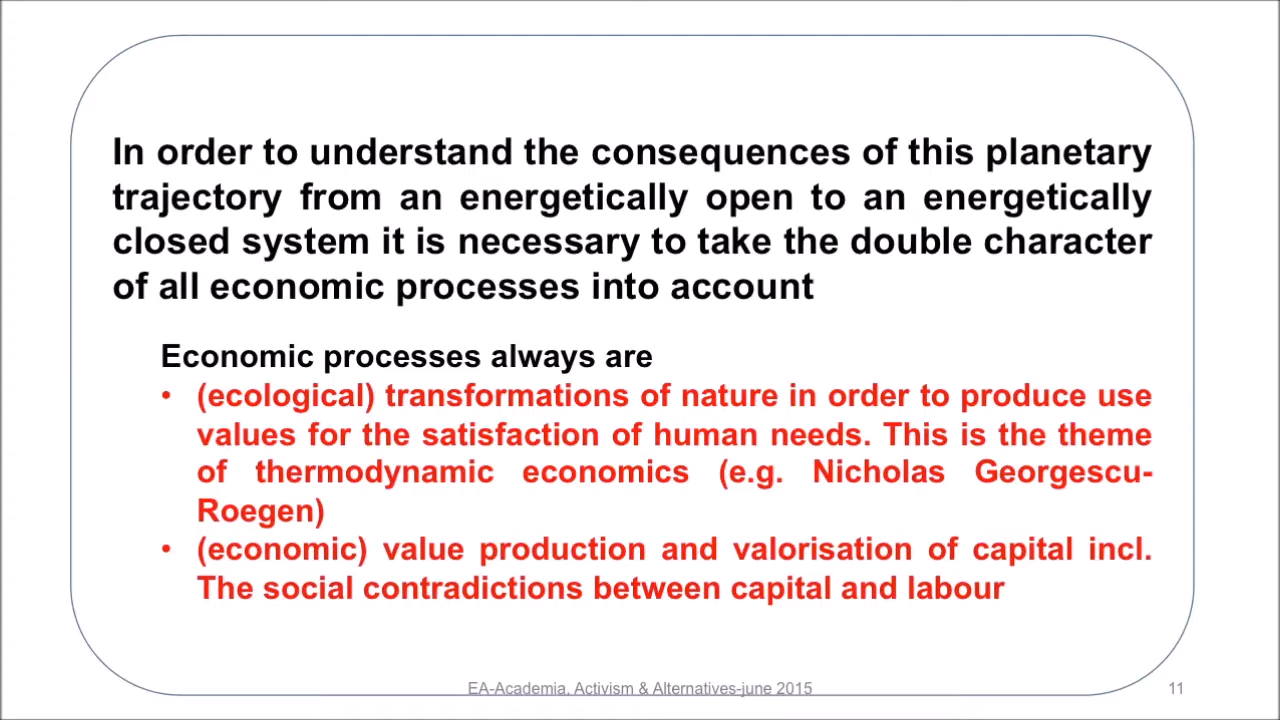 In order to understand the consequences of this planetary
trajectory from an energetically open to an energetically
closed system it is necessary to take the double character
of all economic processes into account
Economic processes always are
• (ecological) transformations of nature in order to produce use
values for the satisfaction of human needs. This is the theme
of thermodynamic economics (e.g. Nicholas Georgescu-
Roegen)
• (economic) value production and valorisation of capital incl.
The social contradictions between capital and labour
EA-Academia, Activism & Alternatives-june 2015
11